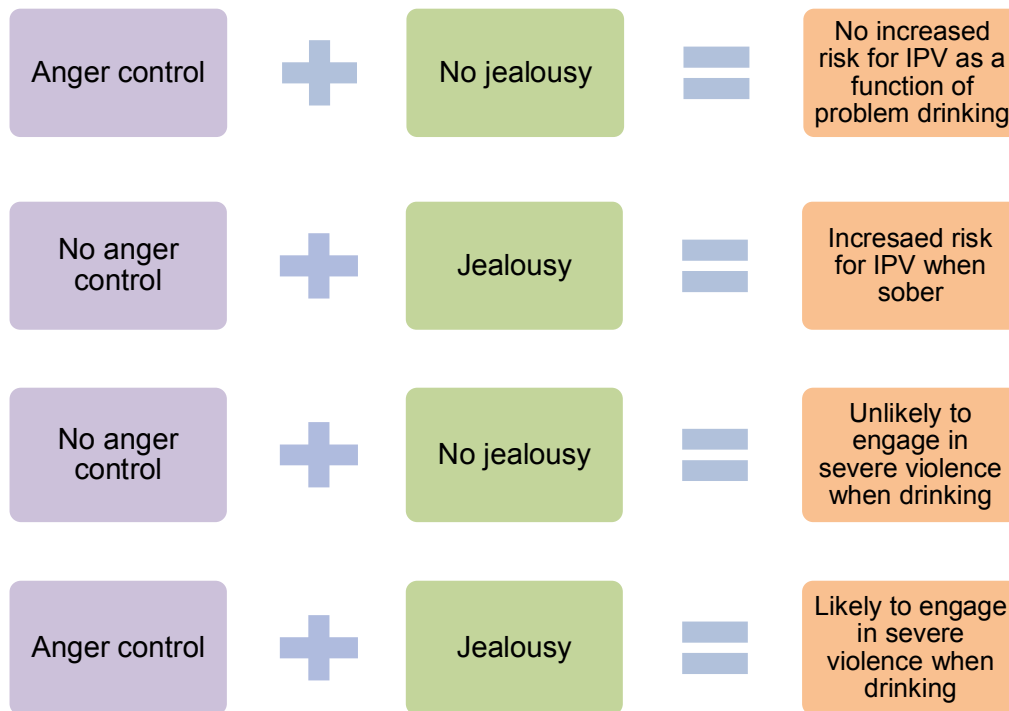 Anger control
No jealousy
No increased
risk for IPV as a
function of
problem drinking
No anger
control
Jealousy
Incresaed risk
for IPV when
sober
No anger
control
No jealousy
Unlikely to
engage in
severe violence
when drinking
Anger control
Jealousy
Likely to engage
in severe
violence when
drinking